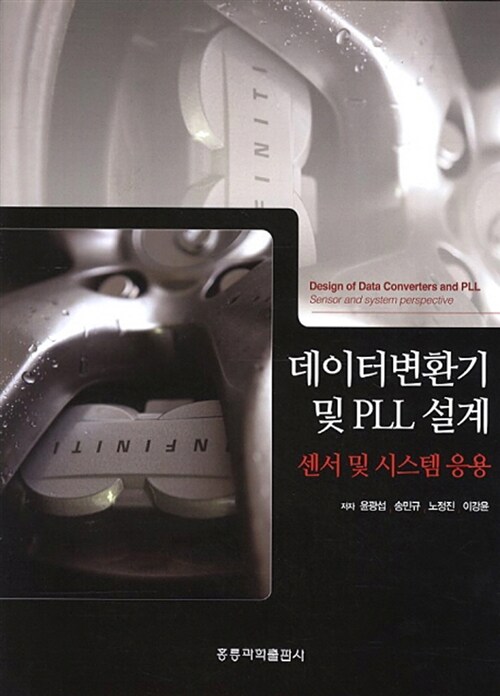 INFINITI
Design of Data Converters and PLL
Sensor and system perspective
데이터변환기
및 PLL 설계
센서 및 시스템 응용
INFINITI
저자 윤광섭 송민규 노정진 이강윤
홍릉과학출판사